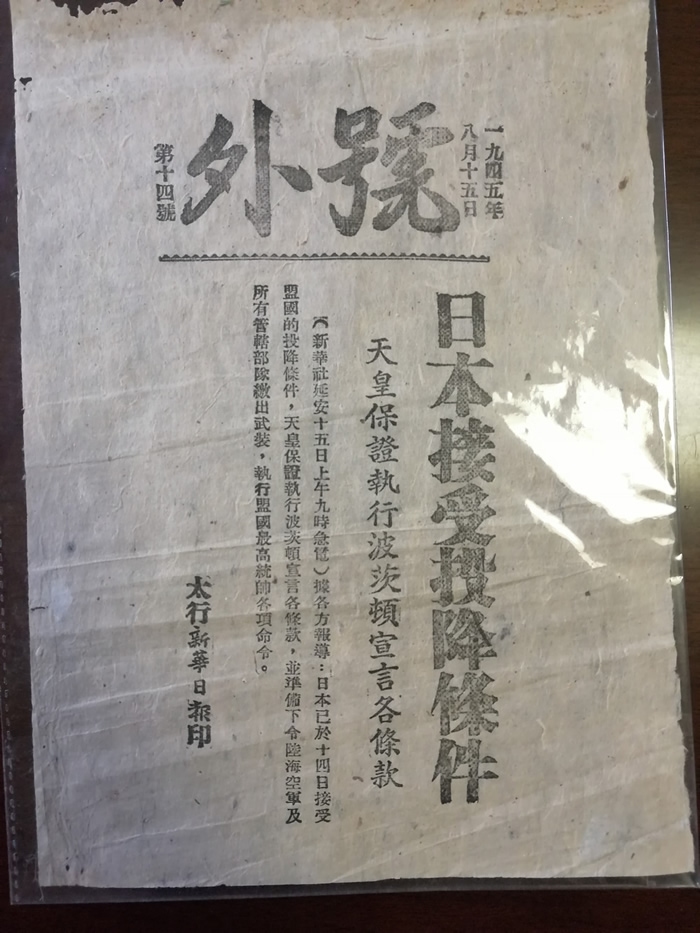 一九四五年
八月十五日
號外
第十四號
日本接受投降條件
天皇保證執行波茨頓宣言各條款
（新華社延安十五日上午九時急電）據各方報導：日本已於十四日接受
盟國的投降條件，天皇保證執行波茨頓宣言各條款，並準備下令陸海空軍及
所有管轄部隊繳出武裝，執行盟國最高統帥各項命令。
太行新華日报印